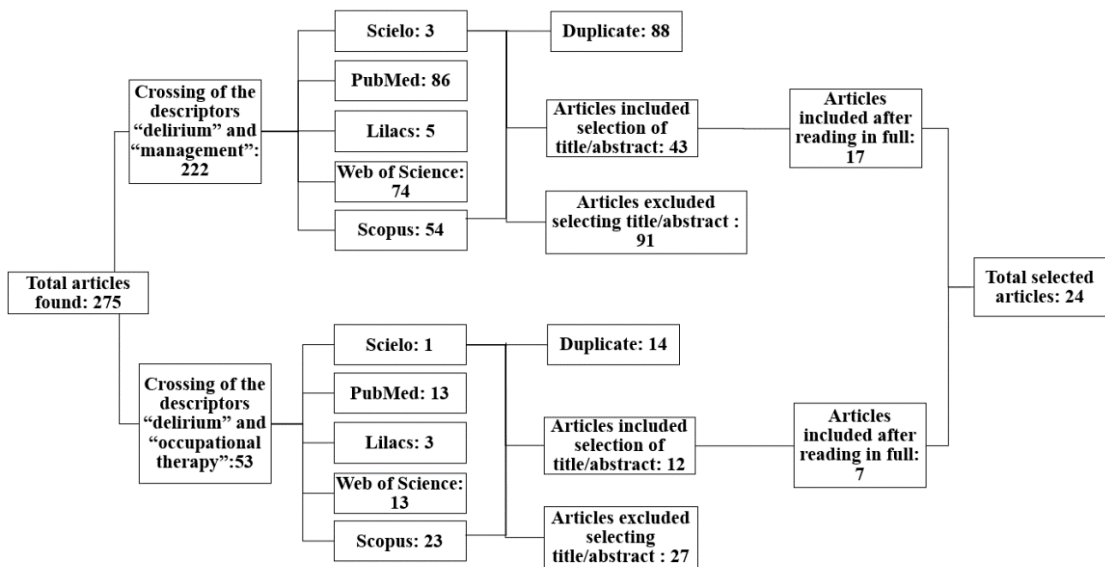 Total articles
found: 275
Crossing of the
descriptors
“delirium” and
“management”:
222
Scielo: 3
PubMed: 86
Lilacs: 5
Web of Science:
74
Scopus: 54
Duplicate: 88
Articles included
selection of
title/abstract: 43
Articles excluded
selecting title/abstract :
91
Articles
included after
reading in full:
17
Crossing of the
descriptors
“delirium” and
“occupational
therapy”:53
Scielo: 1
PubMed: 13
Lilacs: 3
Web of Science:
13
Scopus: 23
Duplicate: 14
Articles included
selection of
title/abstract: 12
Articles excluded
selecting
title/abstract : 27
Articles
included after
reading in full:
7
Total selected
articles: 24